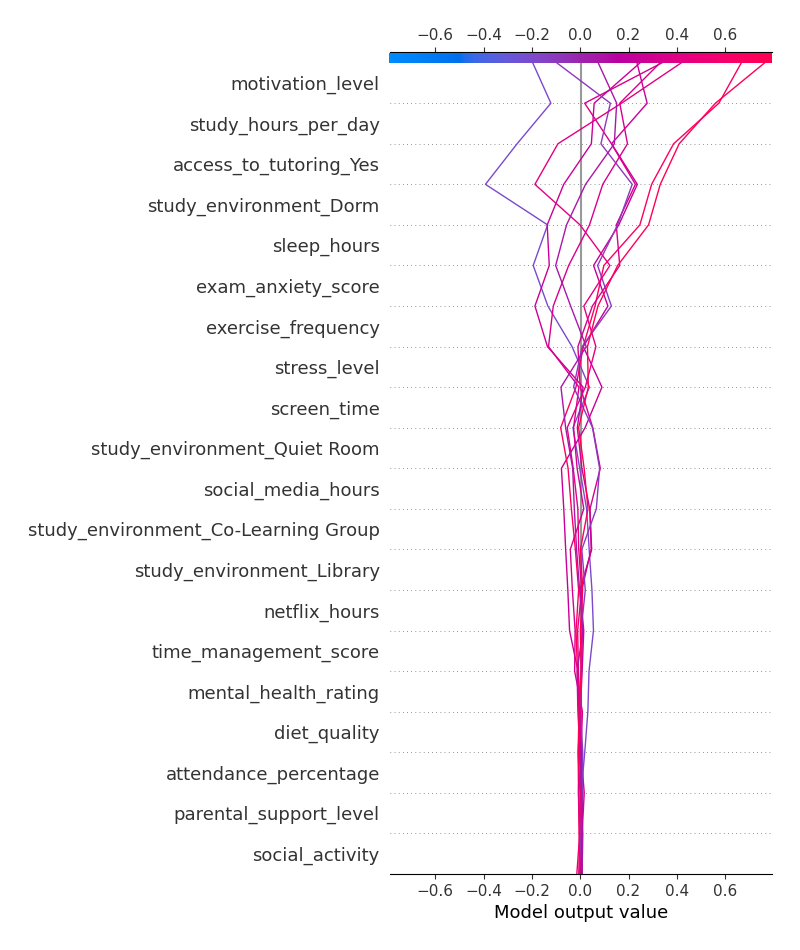 −0.6 −0.4 −0.2 0.0 0.2 0.4 0.6
motivation_level
study_hours_per_day
access_to_tutoring_Yes
study_environment_Dorm
sleep_hours
exam_anxiety_score
exercise_frequency
stress_level
screen_time
study_environment_Quiet Room
social_media_hours
study_environment_Co-Learning Group
study_environment_Library
netflix_hours
time_management_score
mental_health_rating
diet_quality
attendance_percentage
parental_support_level
social_activity
−0.6 −0.4 −0.2 0.0 0.2 0.4 0.6
Model output value